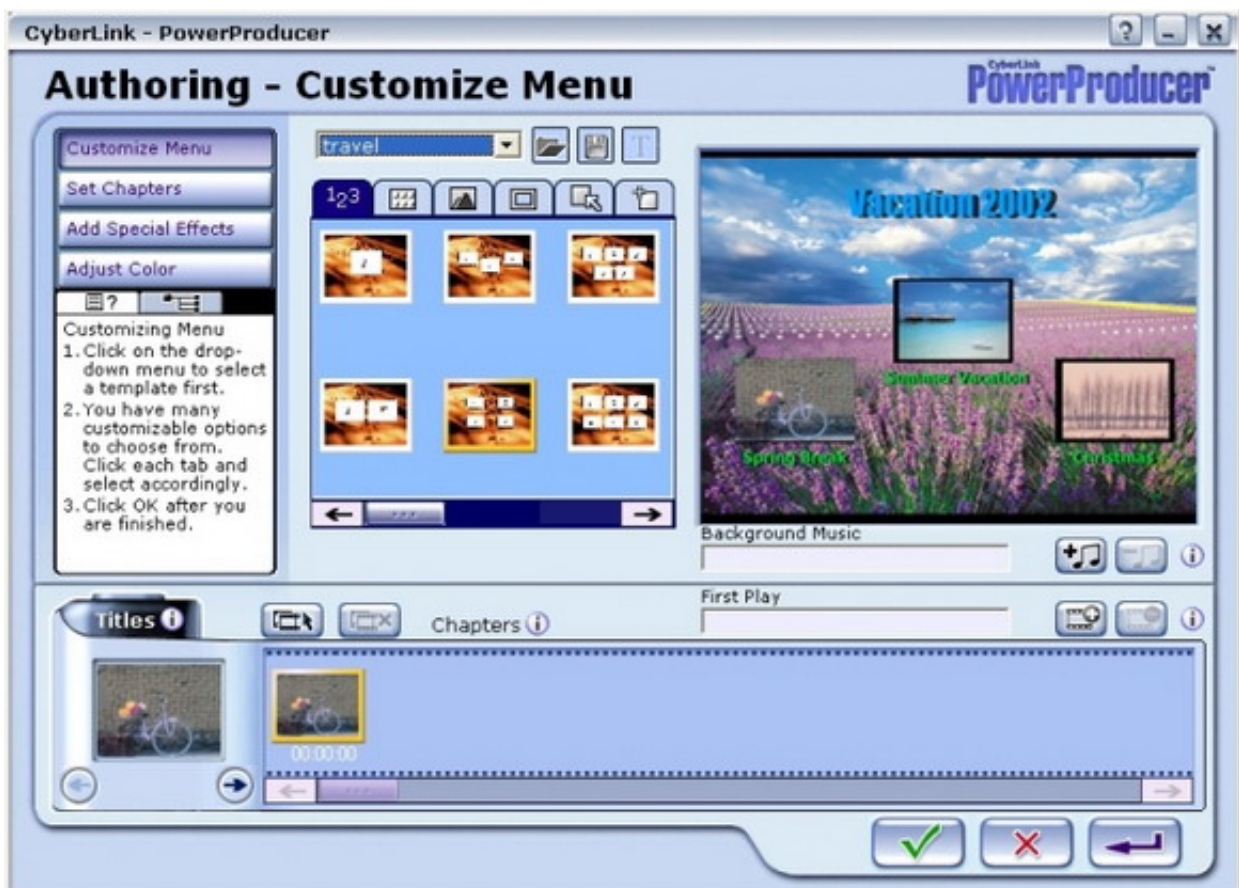 CyberLink - PowerProducer
Authoring - Customize Menu
CyberLink
PowerProducer
Customize Menu
Set Chapters
Add Special Effects
Adjust Color
Customizing Menu
1. Click on the drop-
down menu to select
a template first.
2. You have many
customizable options
to choose from.
Click each tab and
select accordingly.
3. Click OK after you
are finished.
travel
T
123
Vacation 2002
Summer Vacation
Spring Break
Christmas
Background Music
First Play
Titles
Chapters
00:00:00